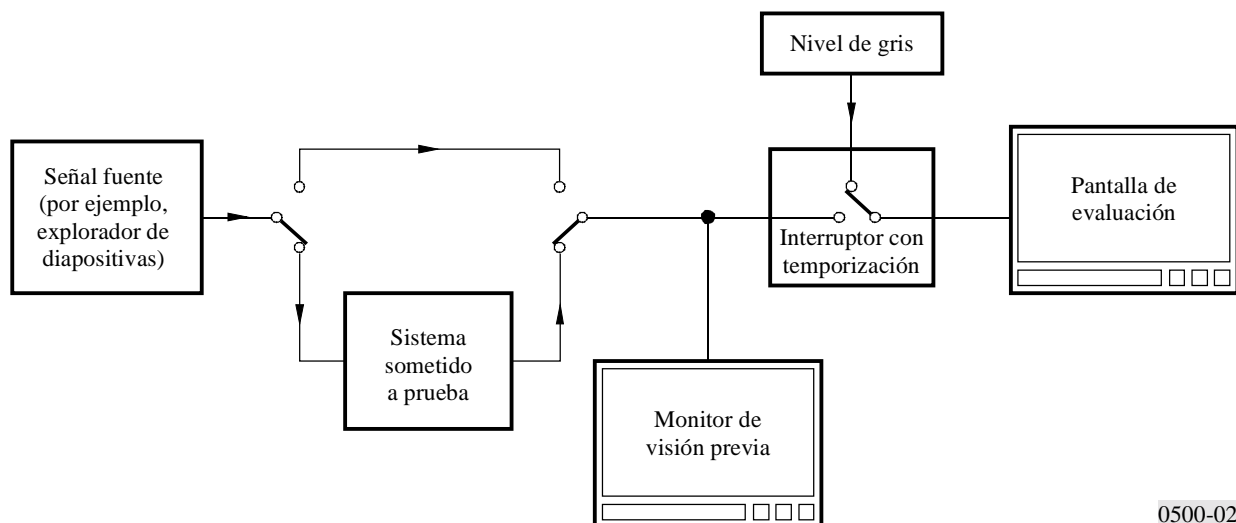 Nivel de gris
Señal fuente
(por ejemplo,
explorador de
diapositivas)
Pantalla de
evaluación
Interruptor con
temporización
Sistema
sometido
a prueba
Monitor de
visión previa
0500-02